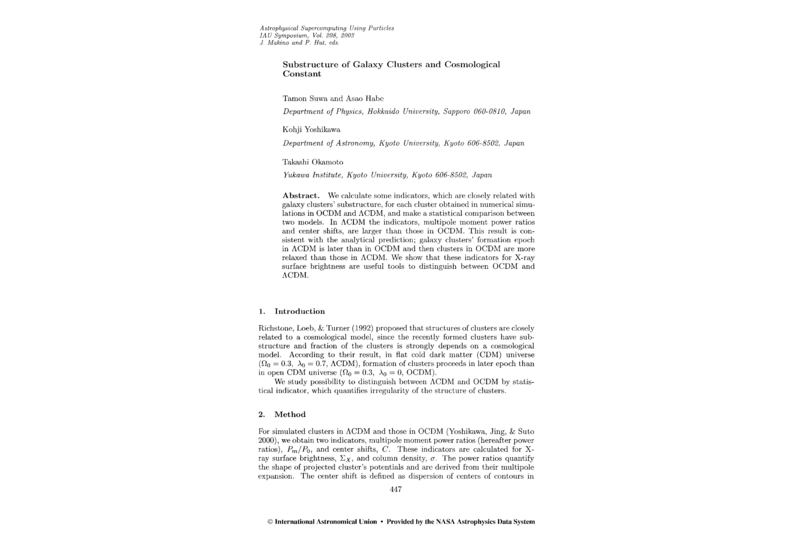 Astrophysical Supercomputing Using Particles
IAU Symposium, Vol. 208, 2003
J. Makino and P. Hut, eds.
Substructure of Galaxy Clusters and Cosmological
Constant
Tamon Suwa and Asao Habe
Department of Physics, Hokkaido University, Sapporo 060-0810, Japan
Kohji Yoshikawa
Department of Astronomy, Kyoto University, Kyoto 606-8502, Japan
Takashi Okamoto
Yukawa Institute, Kyoto University, Kyoto 606-8502, Japan
Abstract. We calculate some indicators, which are closely related with
galaxy clusters' substructure, for each cluster obtained in numerical simu-
lations in OCDM and ΛCDM, and make a statistical comparison between
two models. In ΛCDM the indicators, multipole moment power ratios
and center shifts, are larger than those in OCDM. This result is con-
sistent with the analytical prediction; galaxy clusters' formation epoch
in ΛCDM is later than in OCDM and then clusters in OCDM are more
relaxed than those in ΛCDM. We show that these indicators for X-ray
surface brightness are useful tools to distinguish between OCDM and
ΛCDM.
1. Introduction
Richstone, Loeb, & Turner (1992) proposed that structures of clusters are closely
related to a cosmological model, since the recently formed clusters have sub-
structure and fraction of the clusters is strongly depends on a cosmological
model. According to their result, in flat cold dark matter (CDM) universe
(Ω₀ = 0.3, λ₀ = 0.7, ΛCDM), formation of clusters proceeds in later epoch than
in open CDM universe (Ω₀ = 0.3, λ₀ = 0, OCDM).
We study possibility to distinguish between ΛCDM and OCDM by statis-
tical indicator, which quantifies irregularity of the structure of clusters.
2. Method
For simulated clusters in ΛCDM and those in OCDM (Yoshikawa, Jing, & Suto
2000), we obtain two indicators, multipole moment power ratios (hereafter power
ratios), Pₘ/P₀, and center shifts, C. These indicators are calculated for X-
ray surface brightness, Σ_X, and column density, σ. The power ratios quantify
the shape of projected cluster's potentials and are derived from their multipole
expansion. The center shift is defined as dispersion of centers of contours in
447
© International Astronomical Union • Provided by the NASA Astrophysics Data System